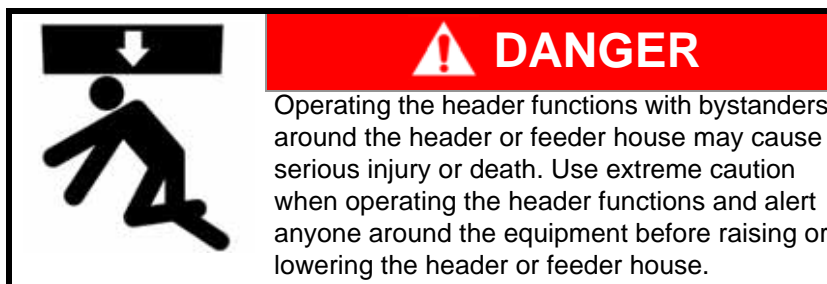 DANGER
Operating the header functions with bystanders
around the header or feeder house may cause
serious injury or death. Use extreme caution
when operating the header functions and alert
anyone around the equipment before raising or
lowering the header or feeder house.